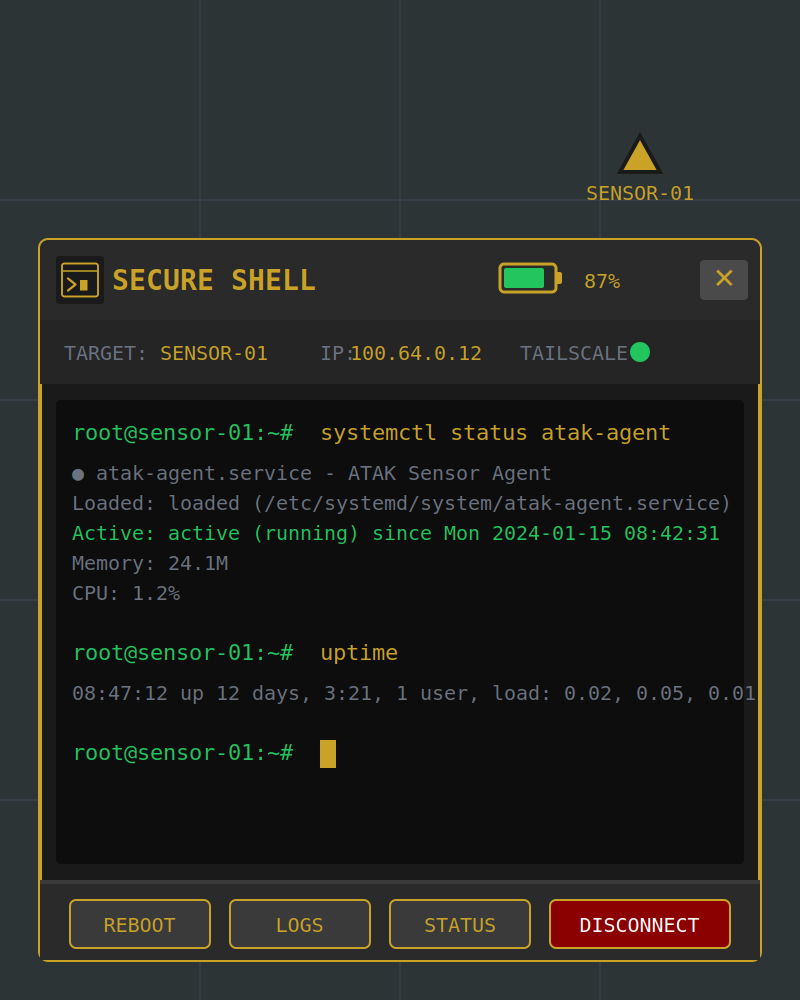 SENSOR-01
SECURE SHELL 87% ✕
TARGET: SENSOR-01 IP:100.64.0.12 TAILSCALE
root@sensor-01:~# systemctl status atak-agent
● atak-agent.service - ATAK Sensor Agent
Loaded: loaded (/etc/systemd/system/atak-agent.service)
Active: active (running) since Mon 2024-01-15 08:42:31
Memory: 24.1M
CPU: 1.2%
root@sensor-01:~# uptime
08:47:12 up 12 days, 3:21, 1 user, load: 0.02, 0.05, 0.01
root@sensor-01:~#
REBOOT LOGS STATUS DISCONNECT